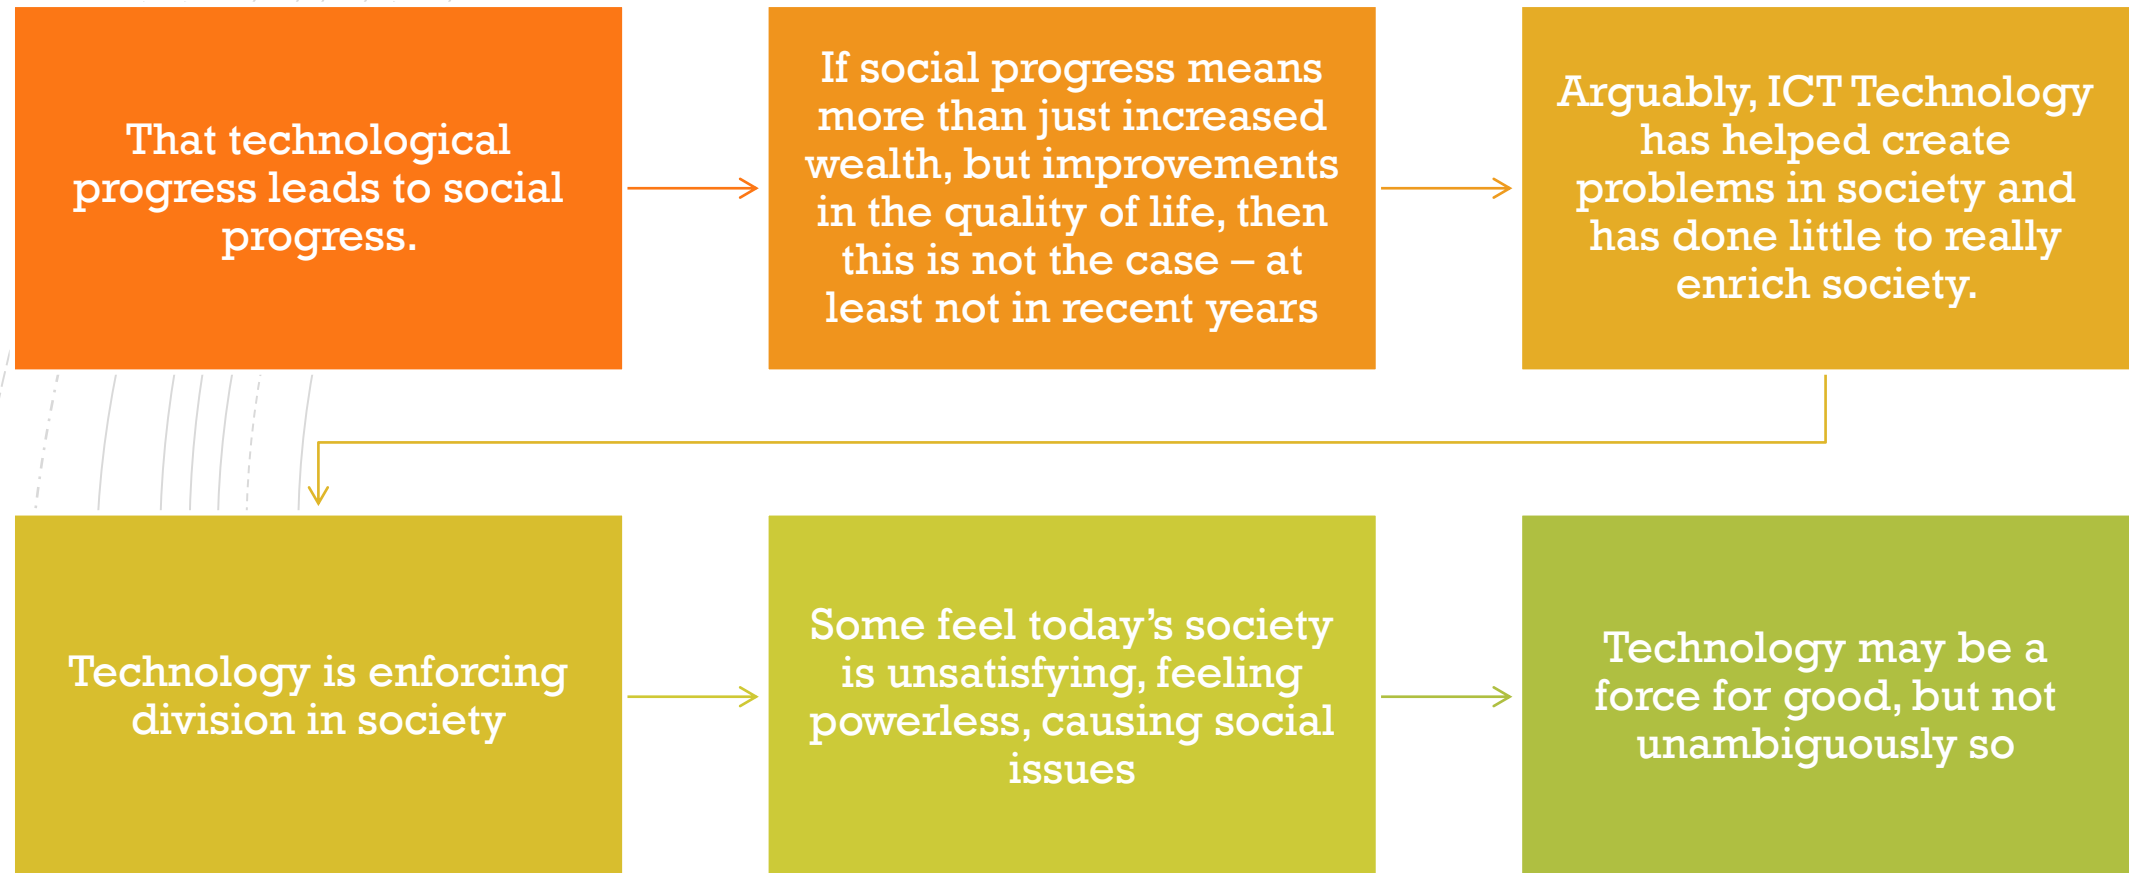 That technological
progress leads to social
progress.
If social progress means
more than just increased
wealth, but improvements
in the quality of life, then
this is not the case – at
least not in recent years
Arguably, ICT Technology
has helped create
problems in society and
has done little to really
enrich society.
Technology is enforcing
division in society
Some feel today’s society
is unsatisfying, feeling
powerless, causing social
issues
Technology may be a
force for good, but not
unambiguously so